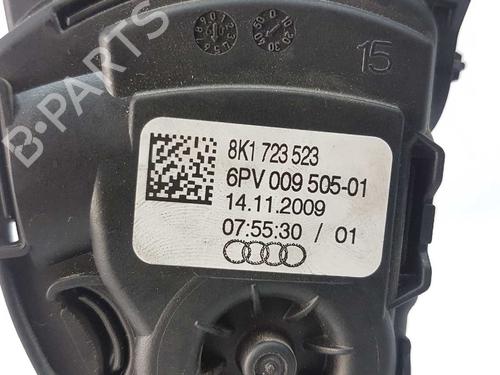 15
8K1 723 523
6PV 009 505-01
14.11.2009
07:55:30 / 01
B-PARTS